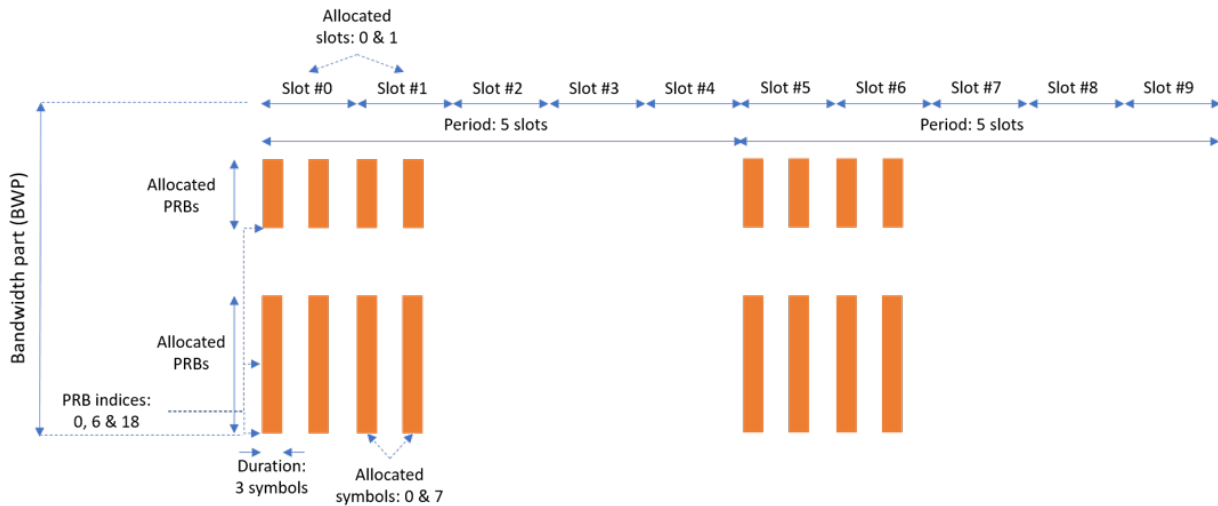 Allocated
slots: 0 & 1
Slot #0 Slot #1 Slot #2 Slot #3 Slot #4 Slot #5 Slot #6 Slot #7 Slot #8 Slot #9
Period: 5 slots Period: 5 slots
Bandwidth part (BWP)
Allocated
PRBs
Allocated
PRBs
PRB indices:
0, 6 & 18
Duration:
3 symbols
Allocated
symbols: 0 & 7